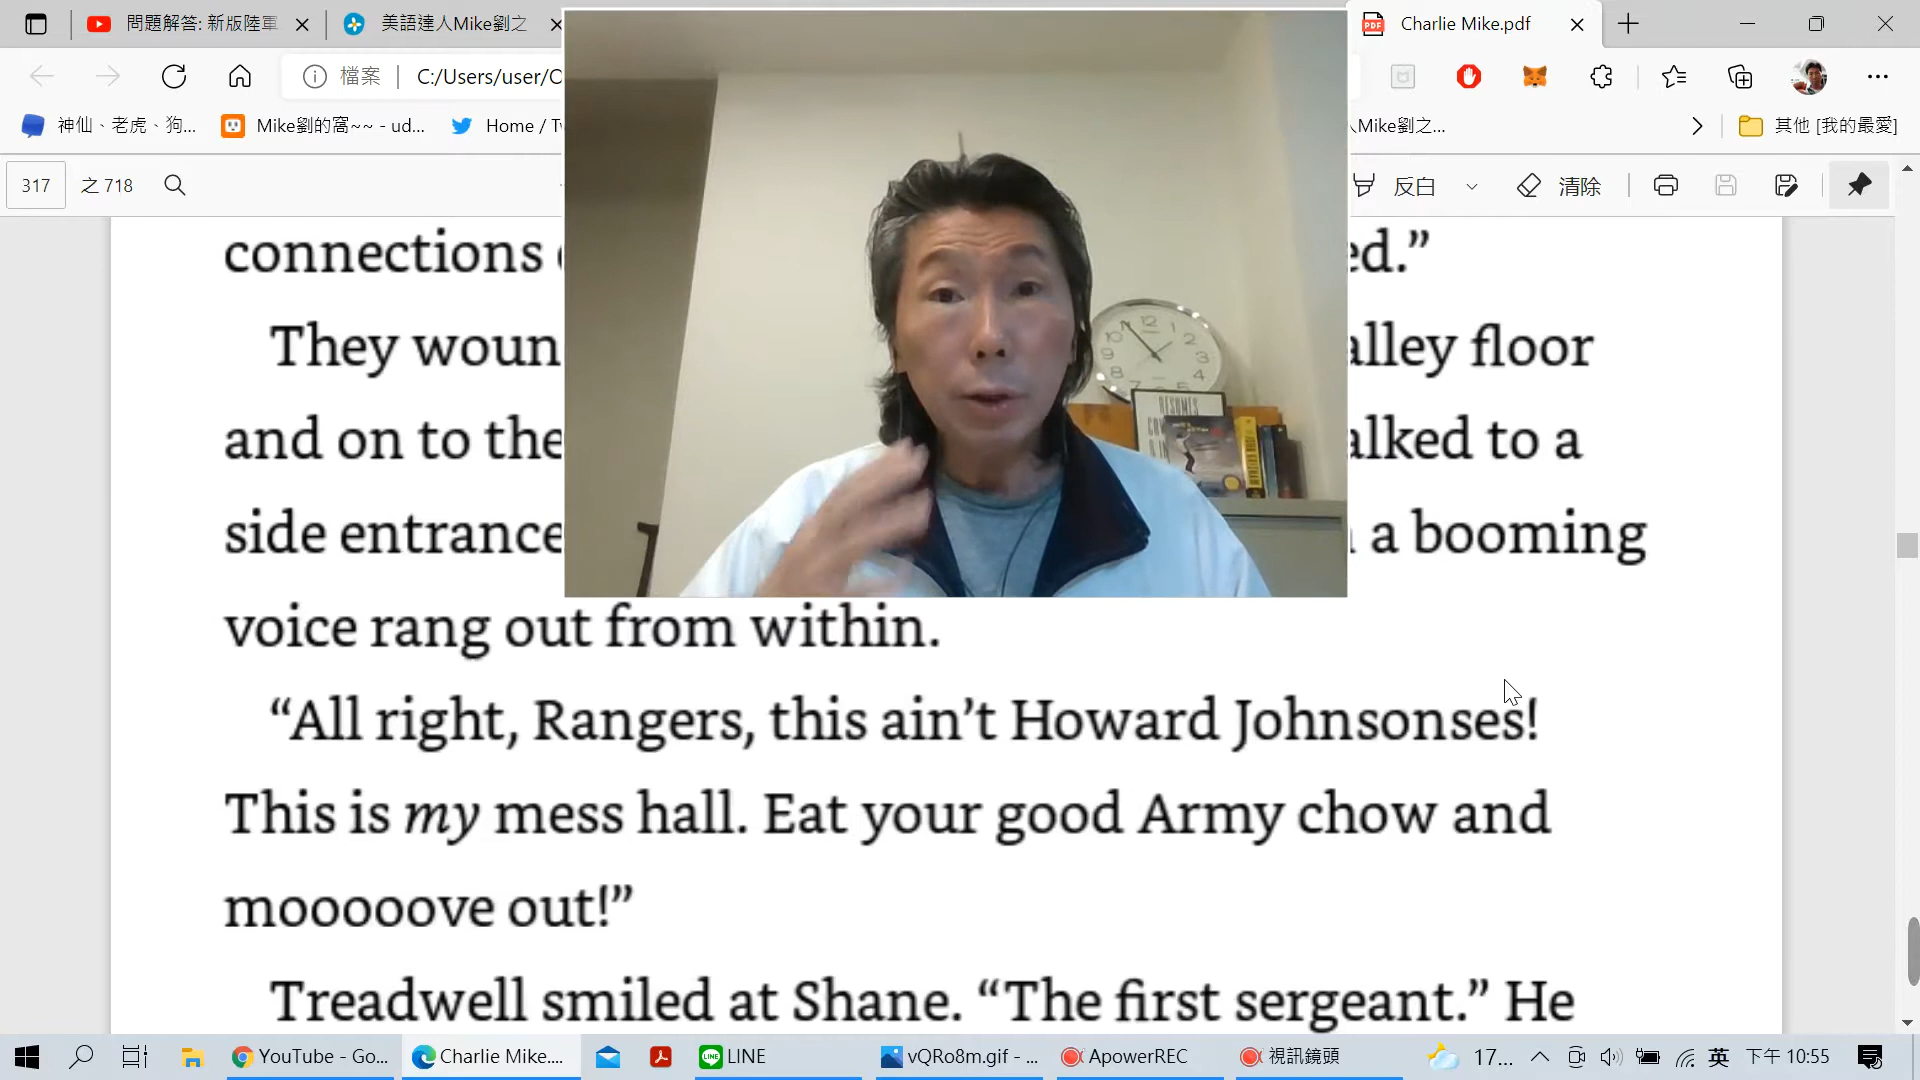 問題解答: 新版陸軍
美語達人Mike劉之
Charlie Mike.pdf
檔案
C:/Users/user/O
神仙、老虎、狗...
Mike劉的窩~~ - ud...
Home / Tw
Mike劉之...
其他 [我的最愛]
317
之 718
反白
清除
connections
ed.”
They woun
alley floor
and on to the
alked to a
side entrance
a booming
voice rang out from within.
“All right, Rangers, this ain’t Howard Johnsonses!
This is my mess hall. Eat your good Army chow and
mooooove out!”
Treadwell smiled at Shane. “The first sergeant.” He
YouTube - Go...
Charlie Mike....
LINE
vQRo8m.gif - ...
ApowerREC
視訊鏡頭
17...
英
下午 10:55